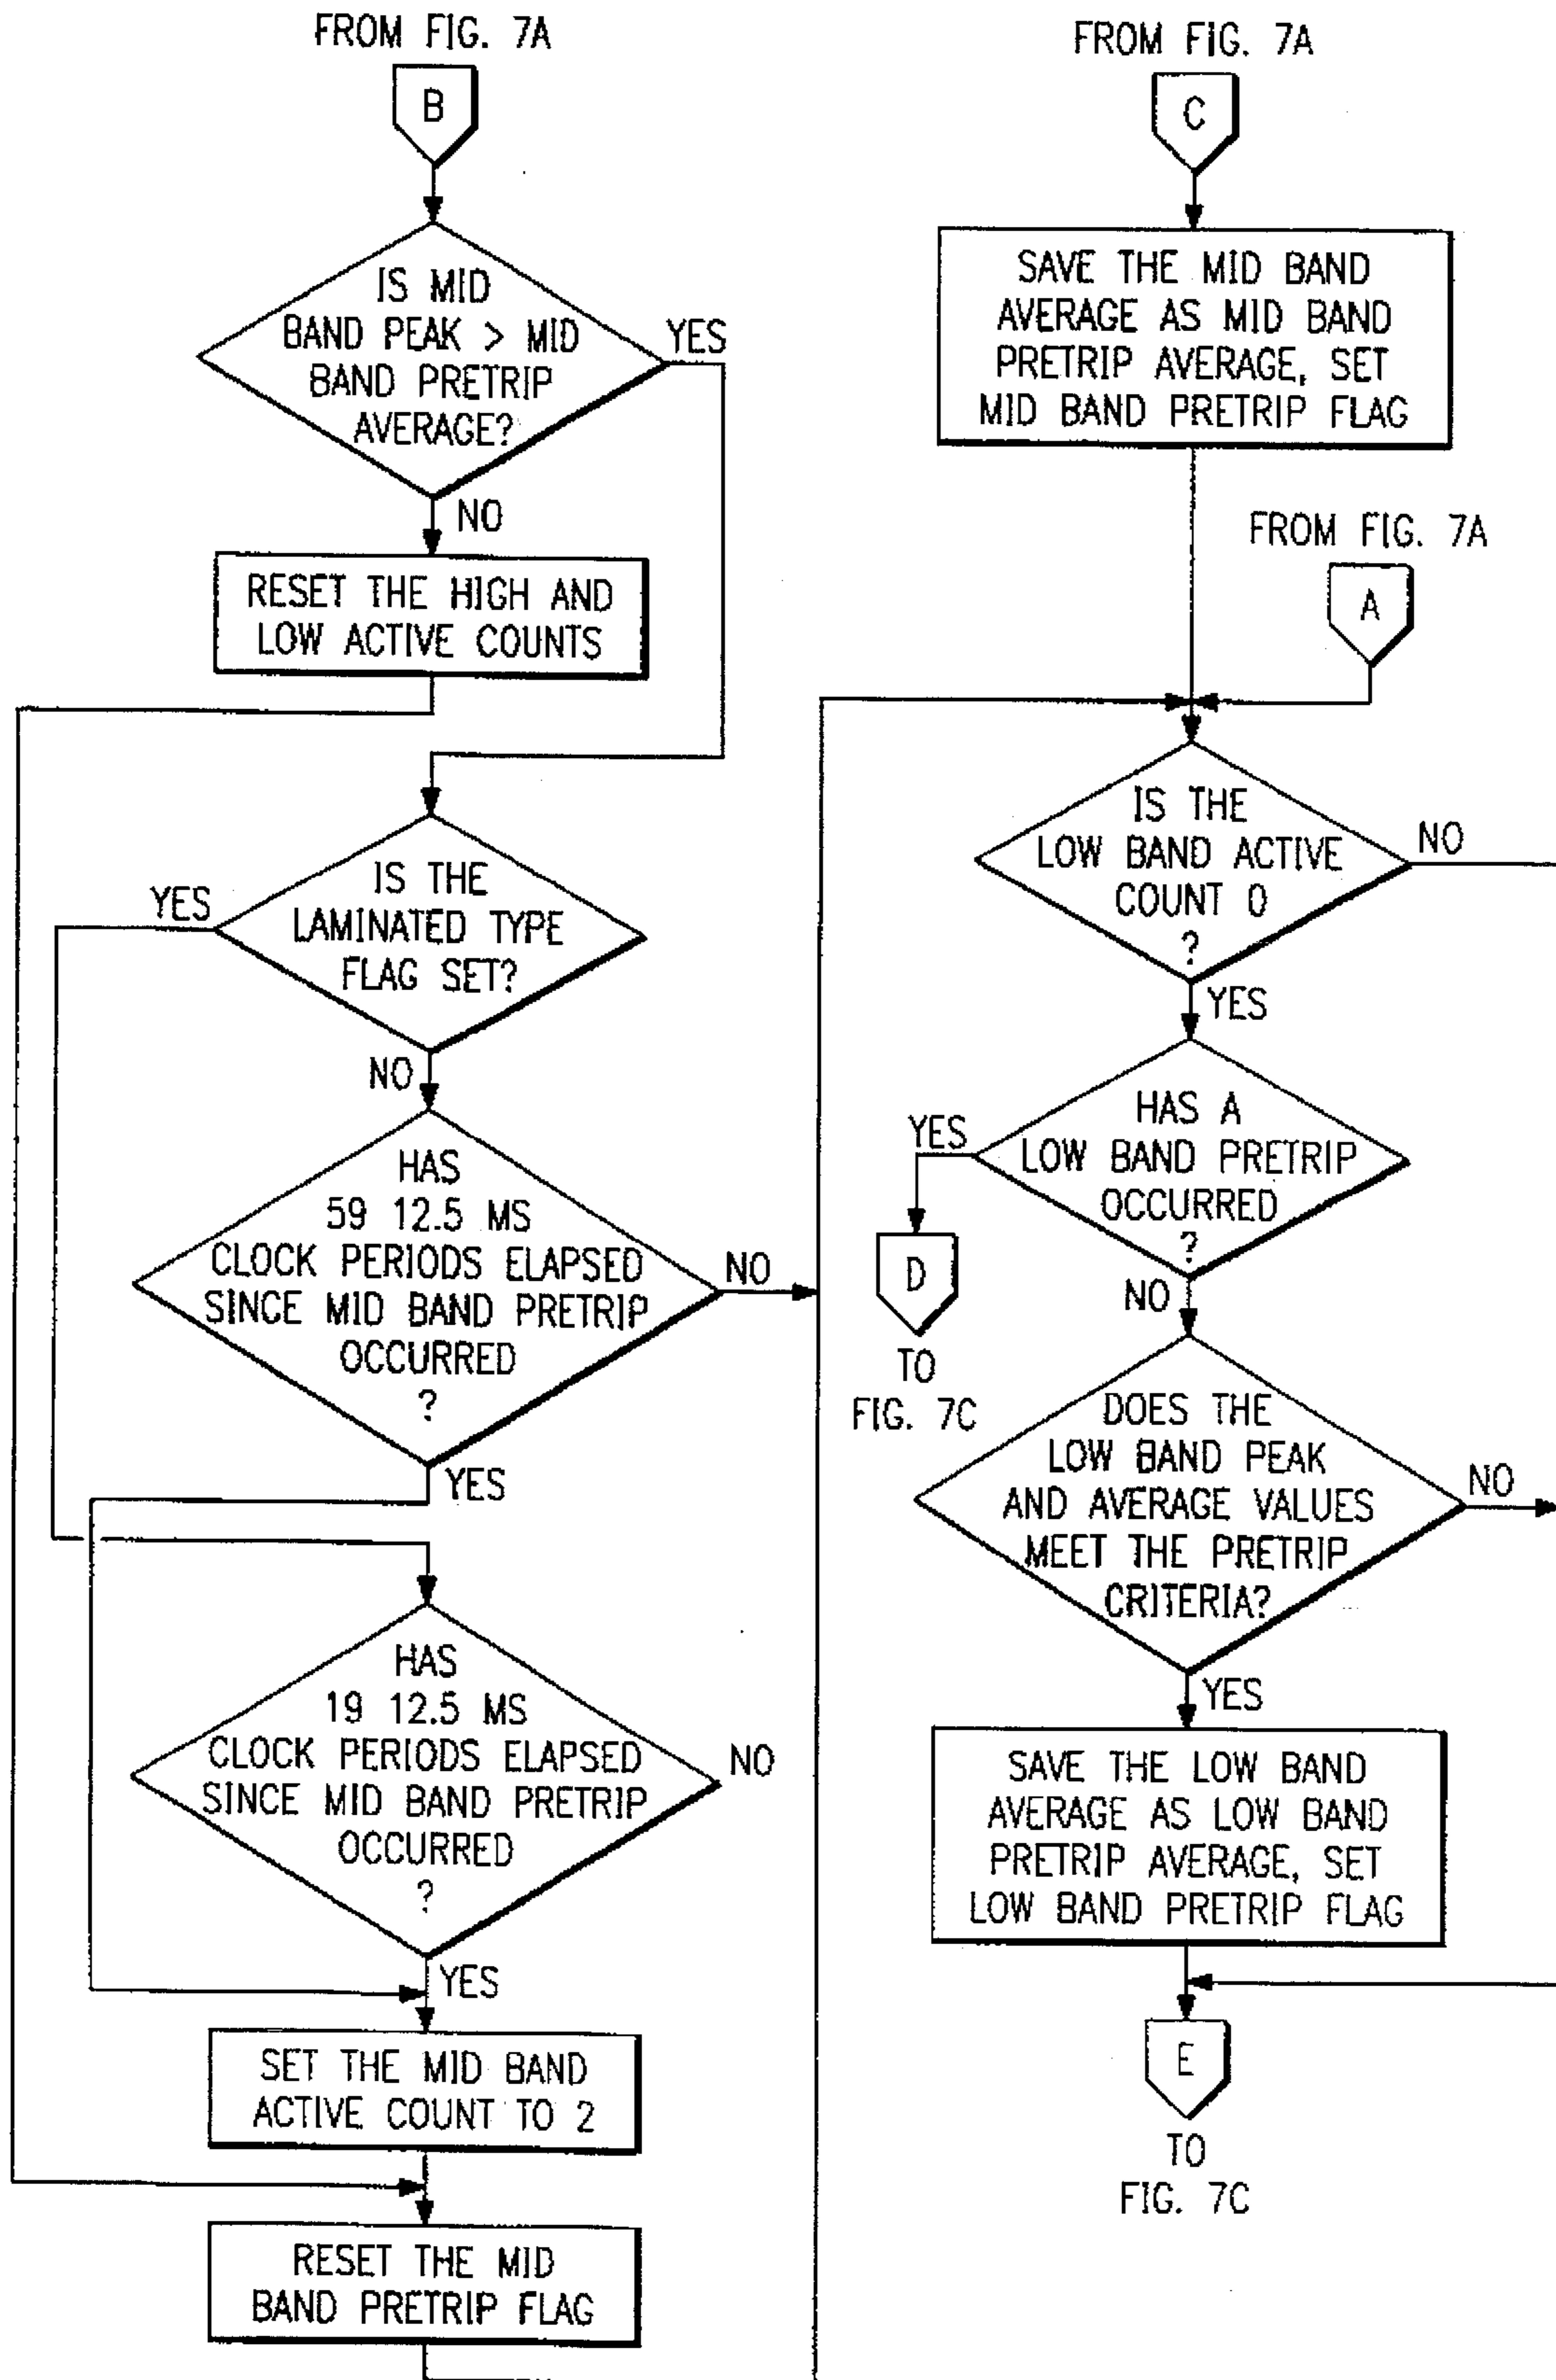 FROM FIG. 7A
B
IS MID
BAND PEAK > MID
BAND PRETRIP
AVERAGE?
YES
NO
RESET THE HIGH AND
LOW ACTIVE COUNTS
IS THE
LAMINATED TYPE
FLAG SET?
YES
NO
HAS
59 12.5 MS
CLOCK PERIODS ELAPSED
SINCE MID BAND PRETRIP
OCCURRED
?
NO
YES
HAS
19 12.5 MS
CLOCK PERIODS ELAPSED
SINCE MID BAND PRETRIP
OCCURRED
?
NO
YES
SET THE MID BAND
ACTIVE COUNT TO 2
RESET THE MID
BAND PRETRIP FLAG
FROM FIG. 7A
C
SAVE THE MID BAND
AVERAGE AS MID BAND
PRETRIP AVERAGE, SET
MID BAND PRETRIP FLAG
FROM FIG. 7A
A
IS THE
LOW BAND ACTIVE
COUNT 0
?
NO
YES
HAS A
LOW BAND PRETRIP
OCCURRED
?
YES
D
TO
FIG. 7C
NO
DOES THE
LOW BAND PEAK
AND AVERAGE VALUES
MEET THE PRETRIP
CRITERIA?
NO
YES
SAVE THE LOW BAND
AVERAGE AS LOW BAND
PRETRIP AVERAGE, SET
LOW BAND PRETRIP FLAG
E
TO
FIG. 7C